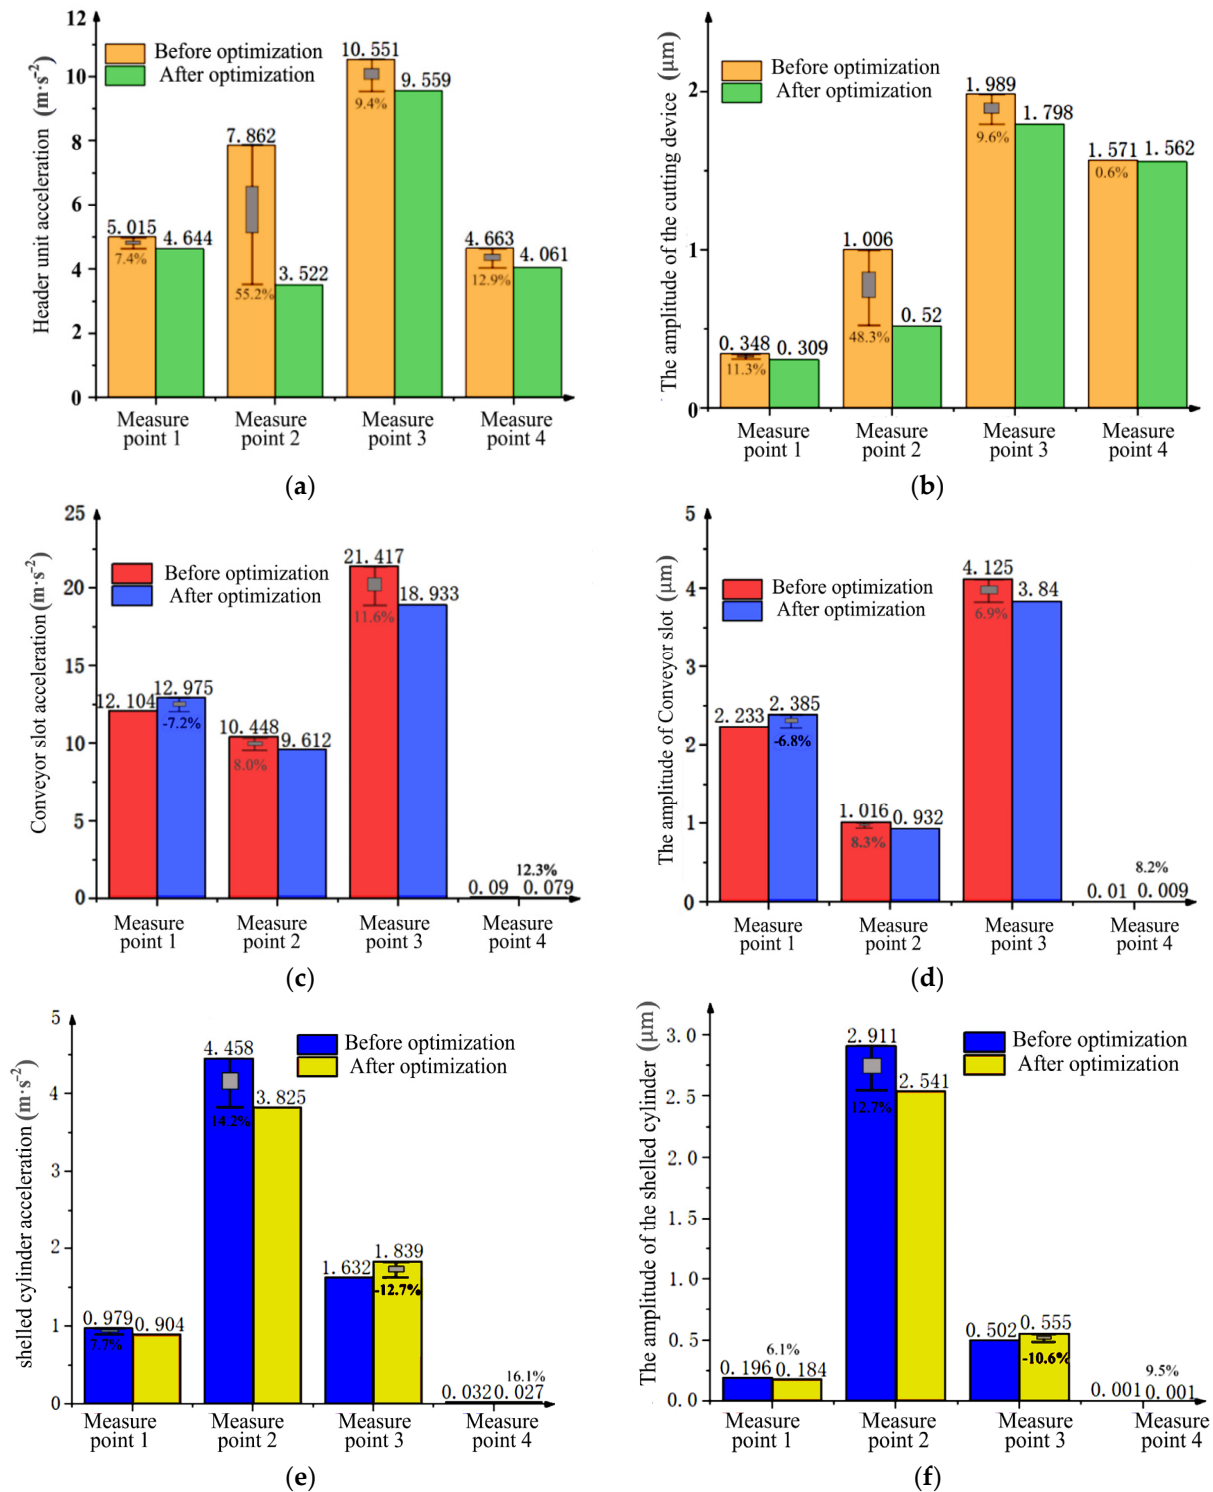 Header unit acceleration (m·s⁻²)
12
10
8
6
4
2
0
Before optimization
After optimization
5.015
4.644
7.4%
7.862
3.522
55.2%
10.551
9.559
9.4%
4.663
4.061
12.9%
Measure point 1
Measure point 2
Measure point 3
Measure point 4
(a)
The amplitude of the cutting device (μm)
2
1
0
Before optimization
After optimization
0.348
0.309
11.3%
1.006
0.52
48.3%
1.989
1.798
9.6%
1.571
1.562
0.6%
Measure point 1
Measure point 2
Measure point 3
Measure point 4
(b)
Conveyor slot acceleration (m·s⁻²)
25
20
15
10
5
0
Before optimization
After optimization
12.104
12.975
-7.2%
10.448
9.612
8.0%
21.417
18.933
11.6%
12.3%
0.09
0.079
Measure point 1
Measure point 2
Measure point 3
Measure point 4
(c)
The amplitude of Conveyor slot (μm)
5
4
3
2
1
0
Before optimization
After optimization
2.233
2.385
-6.8%
1.016
0.932
8.3%
4.125
3.84
6.9%
8.2%
0.01
0.009
Measure point 1
Measure point 2
Measure point 3
Measure point 4
(d)
shelled cylinder acceleration (m·s⁻²)
5
4
3
2
1
0
Before optimization
After optimization
0.979
0.904
7.7%
4.458
3.825
14.2%
1.632
1.839
-12.7%
16.1%
0.032
0.027
Measure point 1
Measure point 2
Measure point 3
Measure point 4
(e)
The amplitude of the shelled cylinder (μm)
3.0
2.5
2.0
1.5
1.0
0.5
0.0
Before optimization
After optimization
6.1%
0.196
0.184
2.911
2.541
12.7%
0.502
0.555
-10.6%
9.5%
0.001
0.001
Measure point 1
Measure point 2
Measure point 3
Measure point 4
(f)